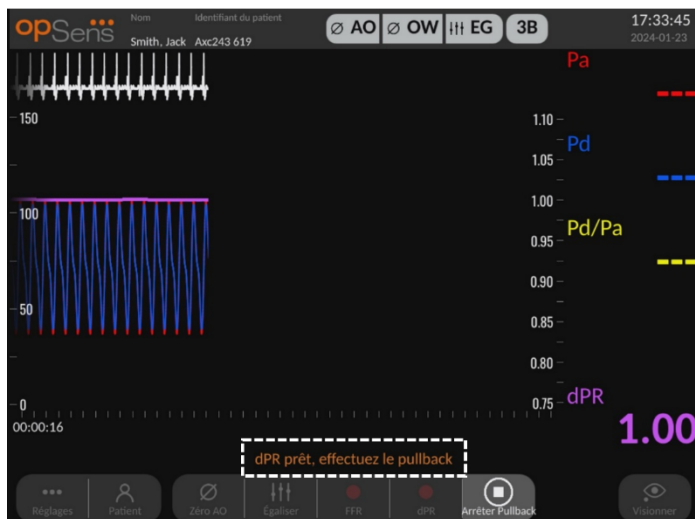 opSens
Nom Identifiant du patient
Smith, Jack Axc243 619
Ø AO Ø OW EG 3B
17:33:45
2024-01-23
Pa
150
1.10
Pd
1.05
1.00
100
Pd/Pa
0.95
0.90
50
0.85
0.80
0
0.75
dPR
1.00
00:00:16
dPR prêt, effectuez le pullback
Réglages Patient Zéro AO Égaliser FFR dPR Arrêter Pullback Visionner